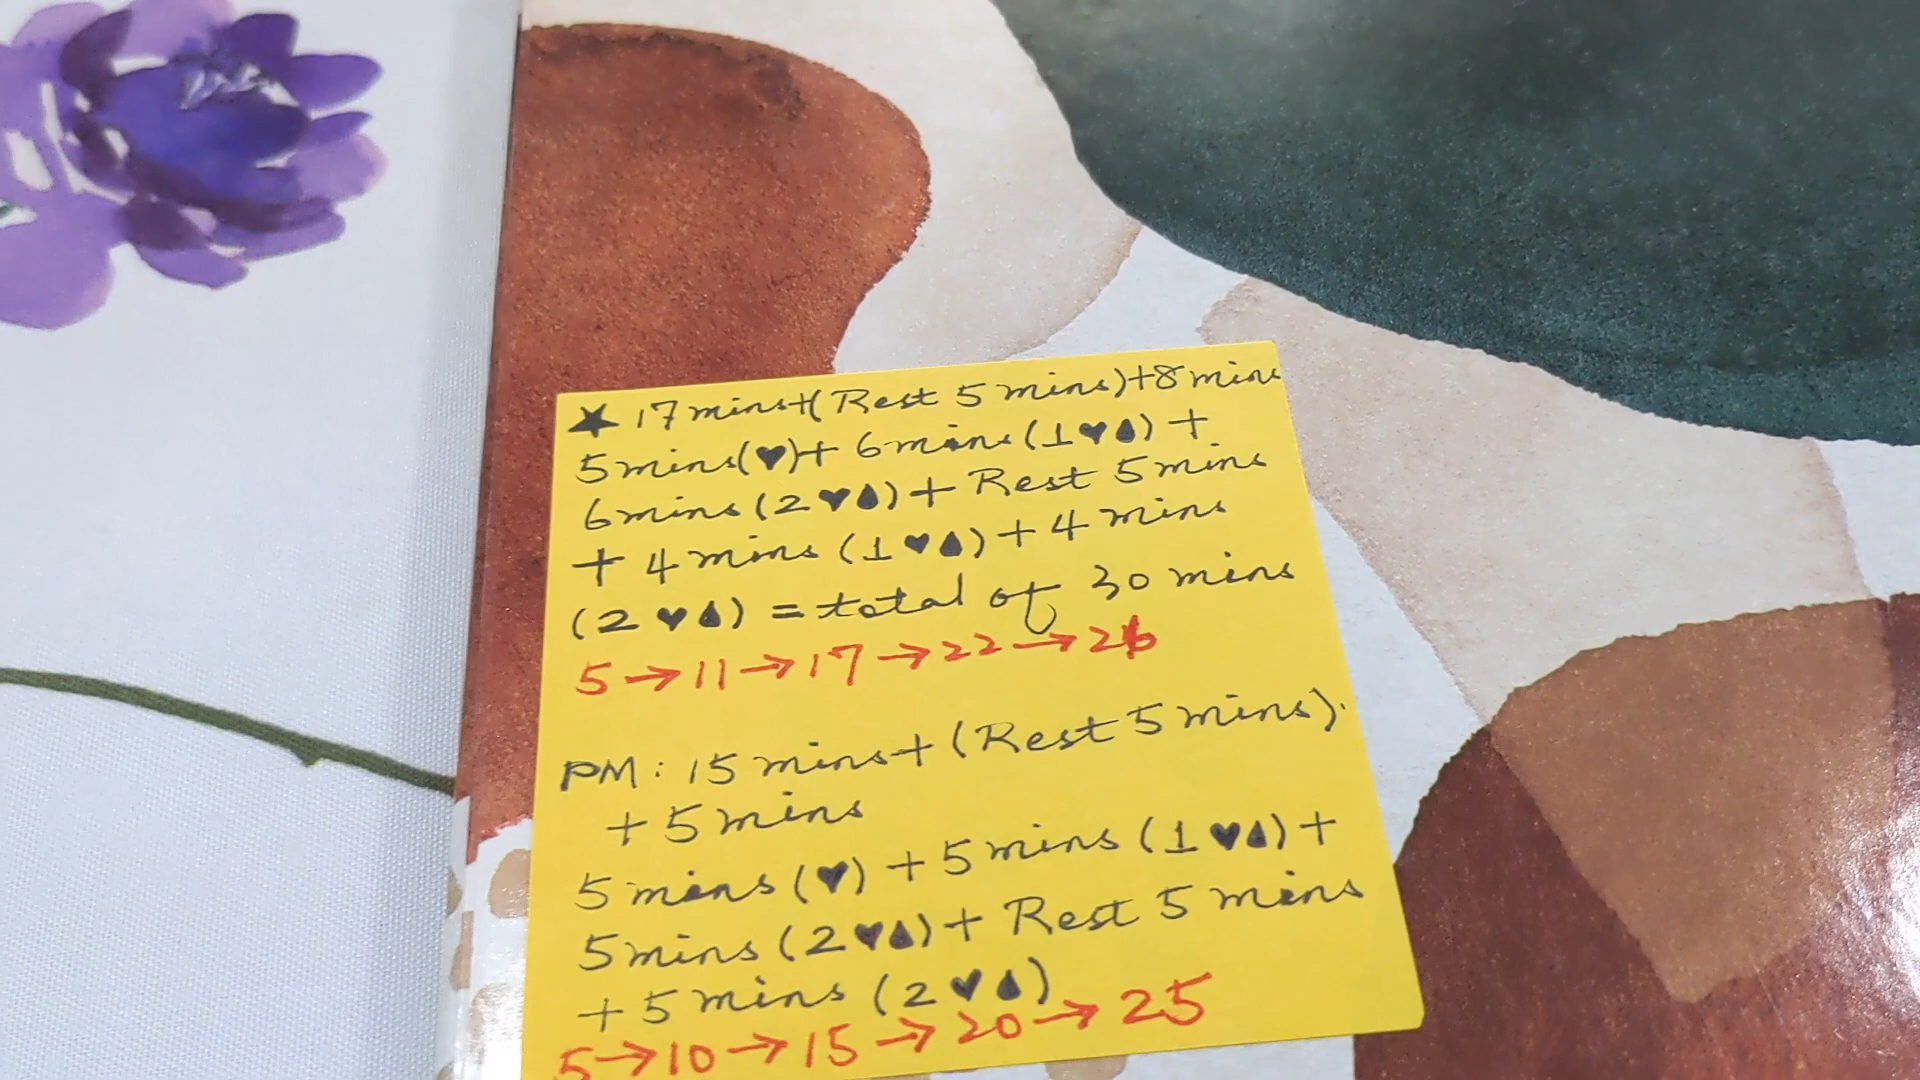 ★ 17 mins+(Rest 5 mins)+8 mins
5 mins(♥)+ 6 mins(1♥💧)+
6 mins(2♥💧)+ Rest 5 mins
+ 4 mins (1♥💧)+ 4 mins
(2♥💧) = total of 30 mins
5→11→17→22→26
PM: 15 mins+ (Rest 5 mins).
+ 5 mins
5 mins (♥) + 5 mins (1♥💧)+
5 mins (2♥💧)+ Rest 5 mins
+ 5 mins (2♥💧)
5→10→15→20→25